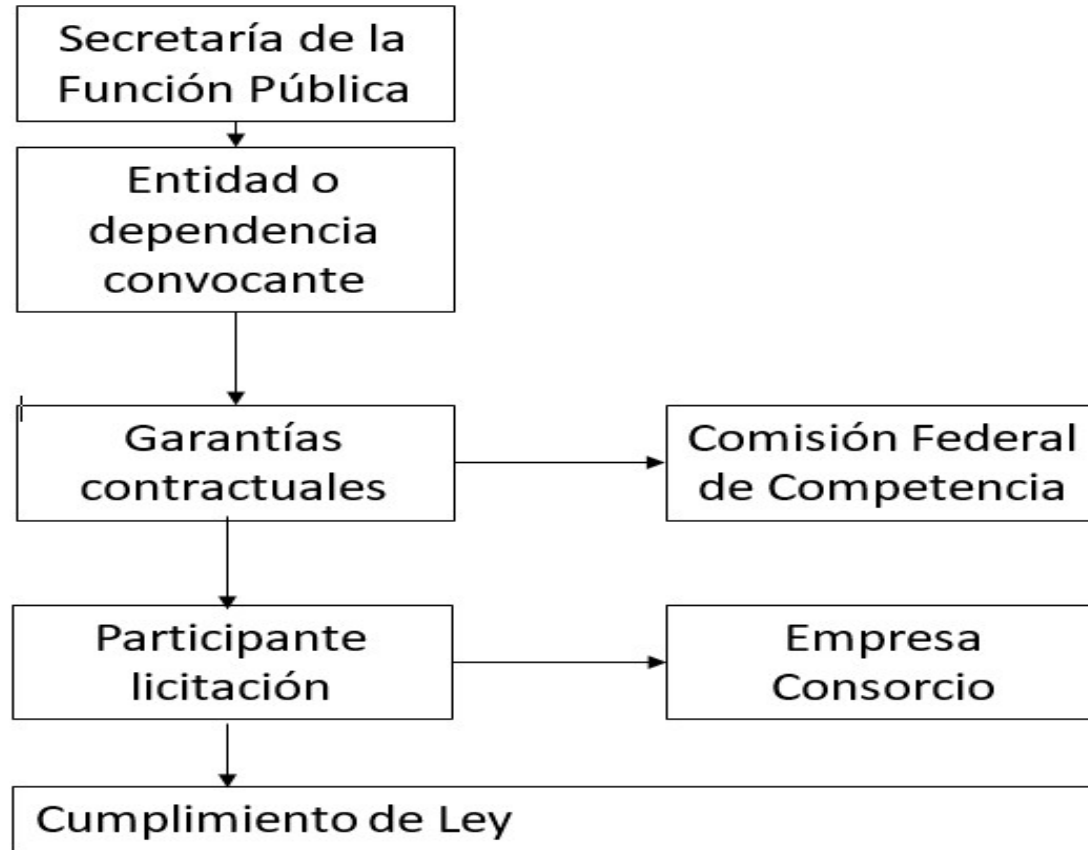 Secretaría de la
Función Pública
Entidad o
dependencia
convocante
Garantías
contractuales
Comisión Federal
de Competencia
Participante
licitación
Empresa
Consorcio
Cumplimiento de Ley